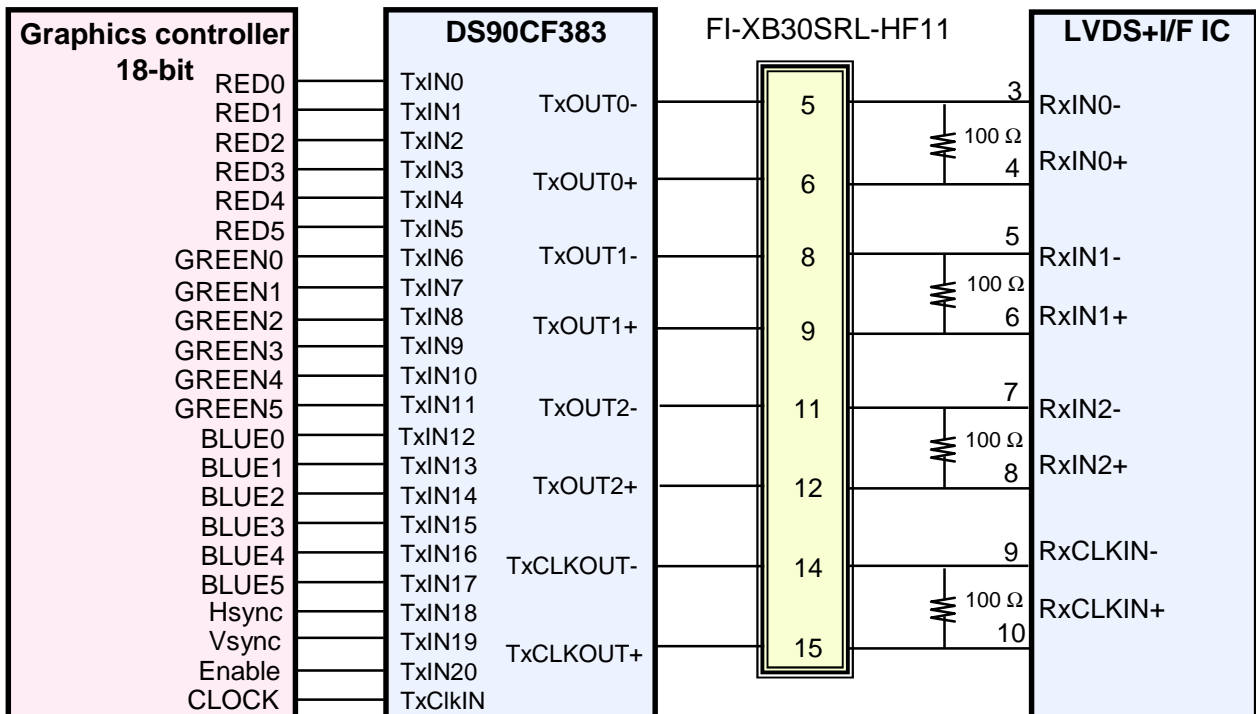 Graphics controller
18-bit
RED0
RED1
RED2
RED3
RED4
RED5
GREEN0
GREEN1
GREEN2
GREEN3
GREEN4
GREEN5
BLUE0
BLUE1
BLUE2
BLUE3
BLUE4
BLUE5
Hsync
Vsync
Enable
CLOCK
DS90CF383
TxIN0
TxIN1
TxIN2
TxIN3
TxIN4
TxIN5
TxIN6
TxIN7
TxIN8
TxIN9
TxIN10
TxIN11
TxIN12
TxIN13
TxIN14
TxIN15
TxIN16
TxIN17
TxIN18
TxIN19
TxIN20
TxClkIN
TxOUT0-
TxOUT0+
TxOUT1-
TxOUT1+
TxOUT2-
TxOUT2+
TxCLKOUT-
TxCLKOUT+
FI-XB30SRL-HF11
5
6
8
9
11
12
14
15
3
100 Ω
4
5
100 Ω
6
7
100 Ω
8
9
100 Ω
10
LVDS+I/F IC
RxIN0-
RxIN0+
RxIN1-
RxIN1+
RxIN2-
RxIN2+
RxCLKIN-
RxCLKIN+